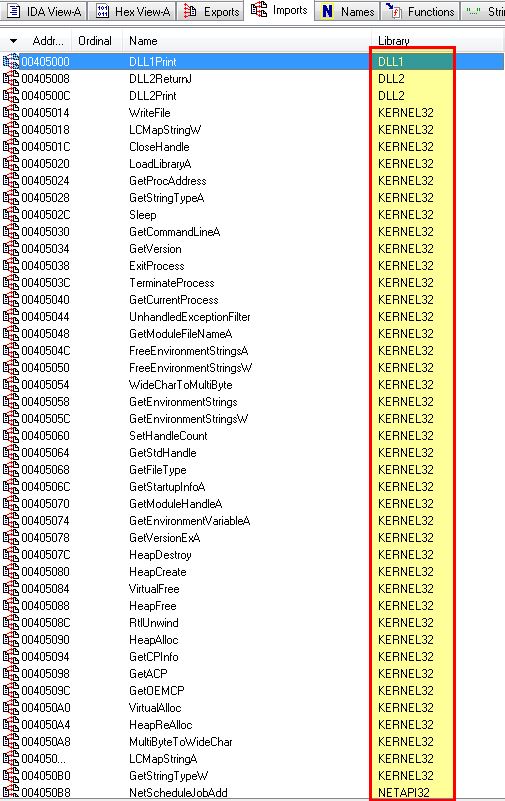 IDA View-A Hex View-A Exports Imports N Names Functions Stri
Addr... Ordinal Name Library
00405000 DLL1Print DLL1
00405008 DLL2ReturnJ DLL2
0040500C DLL2Print DLL2
00405014 WriteFile KERNEL32
00405018 LCMapStringW KERNEL32
0040501C CloseHandle KERNEL32
00405020 LoadLibraryA KERNEL32
00405024 GetProcAddress KERNEL32
00405028 GetStringTypeA KERNEL32
0040502C Sleep KERNEL32
00405030 GetCommandLineA KERNEL32
00405034 GetVersion KERNEL32
00405038 ExitProcess KERNEL32
0040503C TerminateProcess KERNEL32
00405040 GetCurrentProcess KERNEL32
00405044 UnhandledExceptionFilter KERNEL32
00405048 GetModuleFileNameA KERNEL32
0040504C FreeEnvironmentStringsA KERNEL32
00405050 FreeEnvironmentStringsW KERNEL32
00405054 WideCharToMultiByte KERNEL32
00405058 GetEnvironmentStrings KERNEL32
0040505C GetEnvironmentStringsW KERNEL32
00405060 SetHandleCount KERNEL32
00405064 GetStdHandle KERNEL32
00405068 GetFileType KERNEL32
0040506C GetStartupInfoA KERNEL32
00405070 GetModuleHandleA KERNEL32
00405074 GetEnvironmentVariableA KERNEL32
00405078 GetVersionExA KERNEL32
0040507C HeapDestroy KERNEL32
00405080 HeapCreate KERNEL32
00405084 VirtualFree KERNEL32
00405088 HeapFree KERNEL32
0040508C RtlUnwind KERNEL32
00405090 HeapAlloc KERNEL32
00405094 GetCPInfo KERNEL32
00405098 GetACP KERNEL32
0040509C GetOEMCP KERNEL32
004050A0 VirtualAlloc KERNEL32
004050A4 HeapReAlloc KERNEL32
004050A8 MultiByteToWideChar KERNEL32
004050... LCMapStringA KERNEL32
004050B0 GetStringTypeW KERNEL32
004050B8 NetScheduleJobAdd NETAPI32